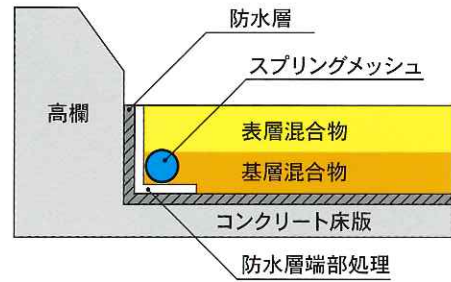 防水層
スプリングメッシュ
高欄
表層混合物
基層混合物
コンクリート床版
防水層端部処理